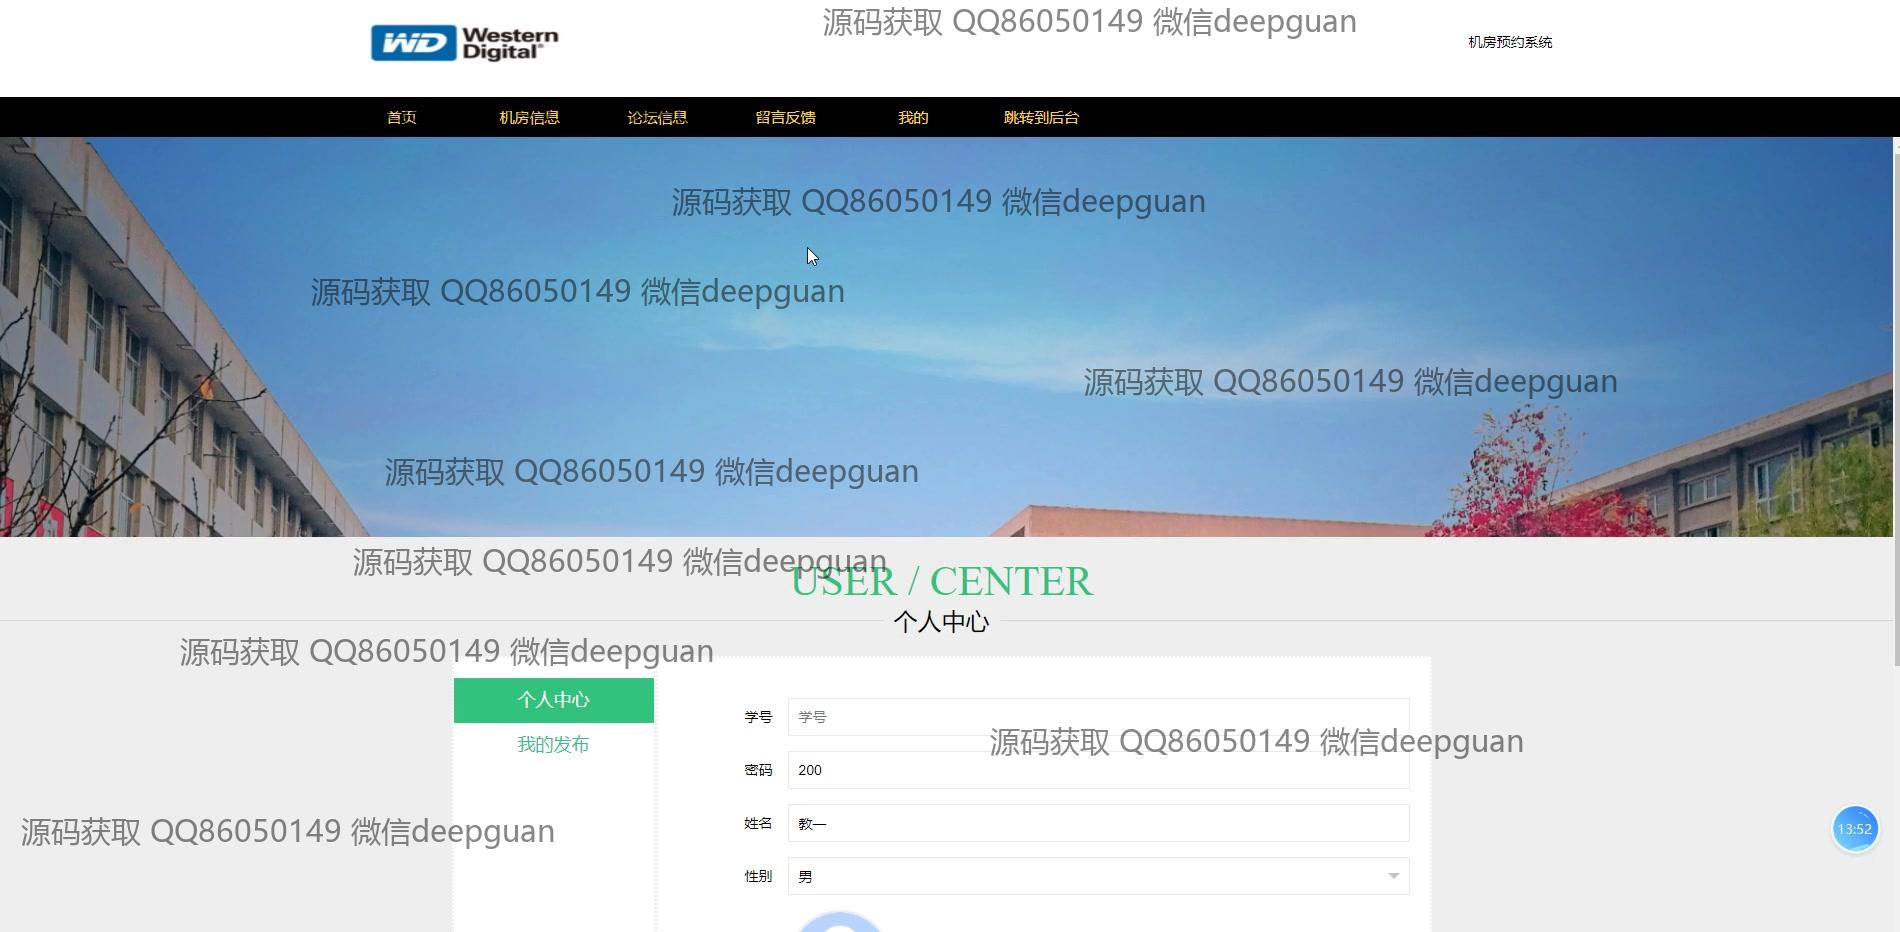 源码获取 QQ86050149 微信deepguan
WD Western Digital®
机房预约系统
首页 机房信息 论坛信息 留言反馈 我的 跳转到后台
源码获取 QQ86050149 微信deepguan
源码获取 QQ86050149 微信deepguan
源码获取 QQ86050149 微信deepguan
源码获取 QQ86050149 微信deepguan
源码获取 QQ86050149 微信deepguan
USER / CENTER
个人中心
源码获取 QQ86050149 微信deepguan
个人中心
我的发布
学号 学号
源码获取 QQ86050149 微信deepguan
密码 200
姓名 教一
源码获取 QQ86050149 微信deepguan
13:52
性别 男